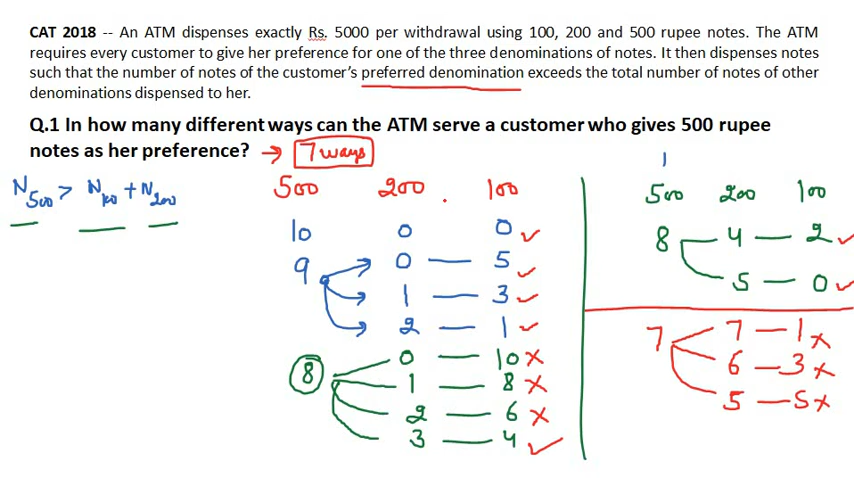 CAT 2018 -- An ATM dispenses exactly Rs. 5000 per withdrawal using 100, 200 and 500 rupee notes. The ATM
requires every customer to give her preference for one of the three denominations of notes. It then dispenses notes
such that the number of notes of the customer's preferred denomination exceeds the total number of notes of other
denominations dispensed to her.
Q.1 In how many different ways can the ATM serve a customer who gives 500 rupee
notes as her preference? → 7 ways
N500 > N100 + N200
500 200 100
10 0 0 ✓
9 → 0 — 5 ✓
→ 1 — 3 ✓
→ 2 — 1 ✓
8 0 — 10 ×
1 — 8 ×
2 — 6 ×
3 — 4 ✓
500 200 100
8 4 — 2 ✓
5 — 0 ✓
7 7 — 1 ×
6 — 3 ×
5 — 5 ×